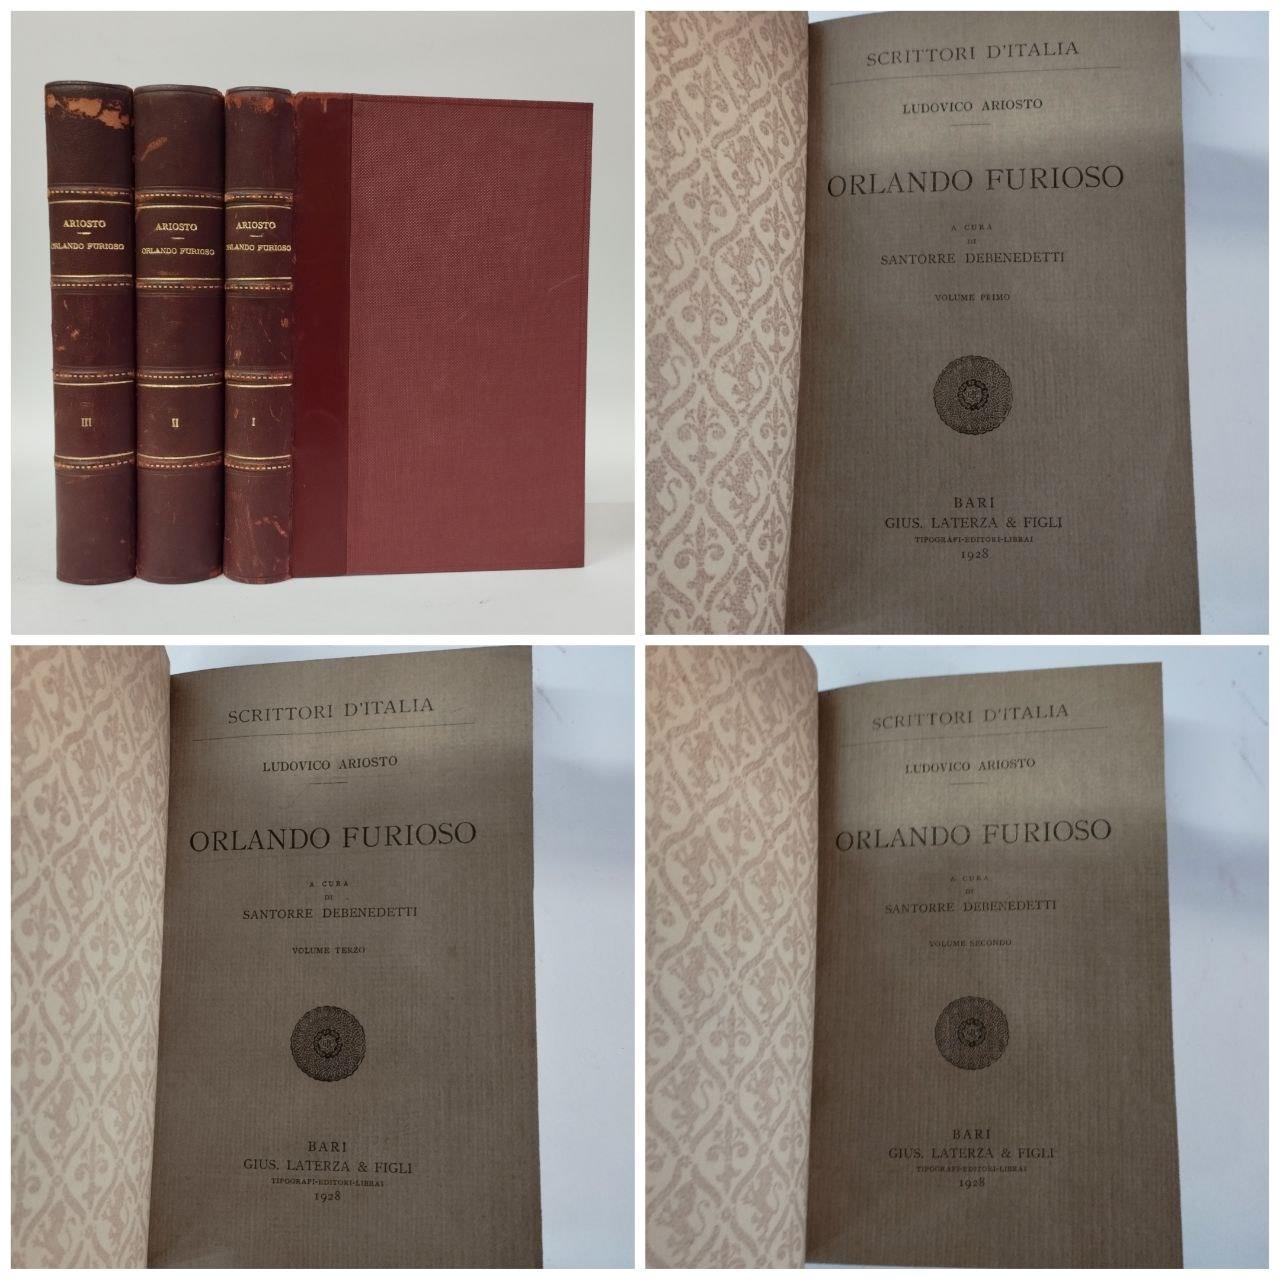 ARIOSTO
ORLANDO FURIOSO
III
ARIOSTO
ORLANDO FURIOSO
II
ARIOSTO
ORLANDO FURIOSO
I
SCRITTORI D'ITALIA
LUDOVICO ARIOSTO
ORLANDO FURIOSO
A CURA
DI
SANTORRE DEBENEDETTI
VOLUME PRIMO
BARI
GIUS. LATERZA & FIGLI
TIPOGRAFI-EDITORI-LIBRAI
1928
SCRITTORI D'ITALIA
LUDOVICO ARIOSTO
ORLANDO FURIOSO
A CURA
DI
SANTORRE DEBENEDETTI
VOLUME TERZO
BARI
GIUS. LATERZA & FIGLI
TIPOGRAFI-EDITORI-LIBRAI
1928
SCRITTORI D'ITALIA
LUDOVICO ARIOSTO
ORLANDO FURIOSO
A CURA
DI
SANTORRE DEBENEDETTI
VOLUME SECONDO
BARI
GIUS. LATERZA & FIGLI
TIPOGRAFI-EDITORI-LIBRAI
1928